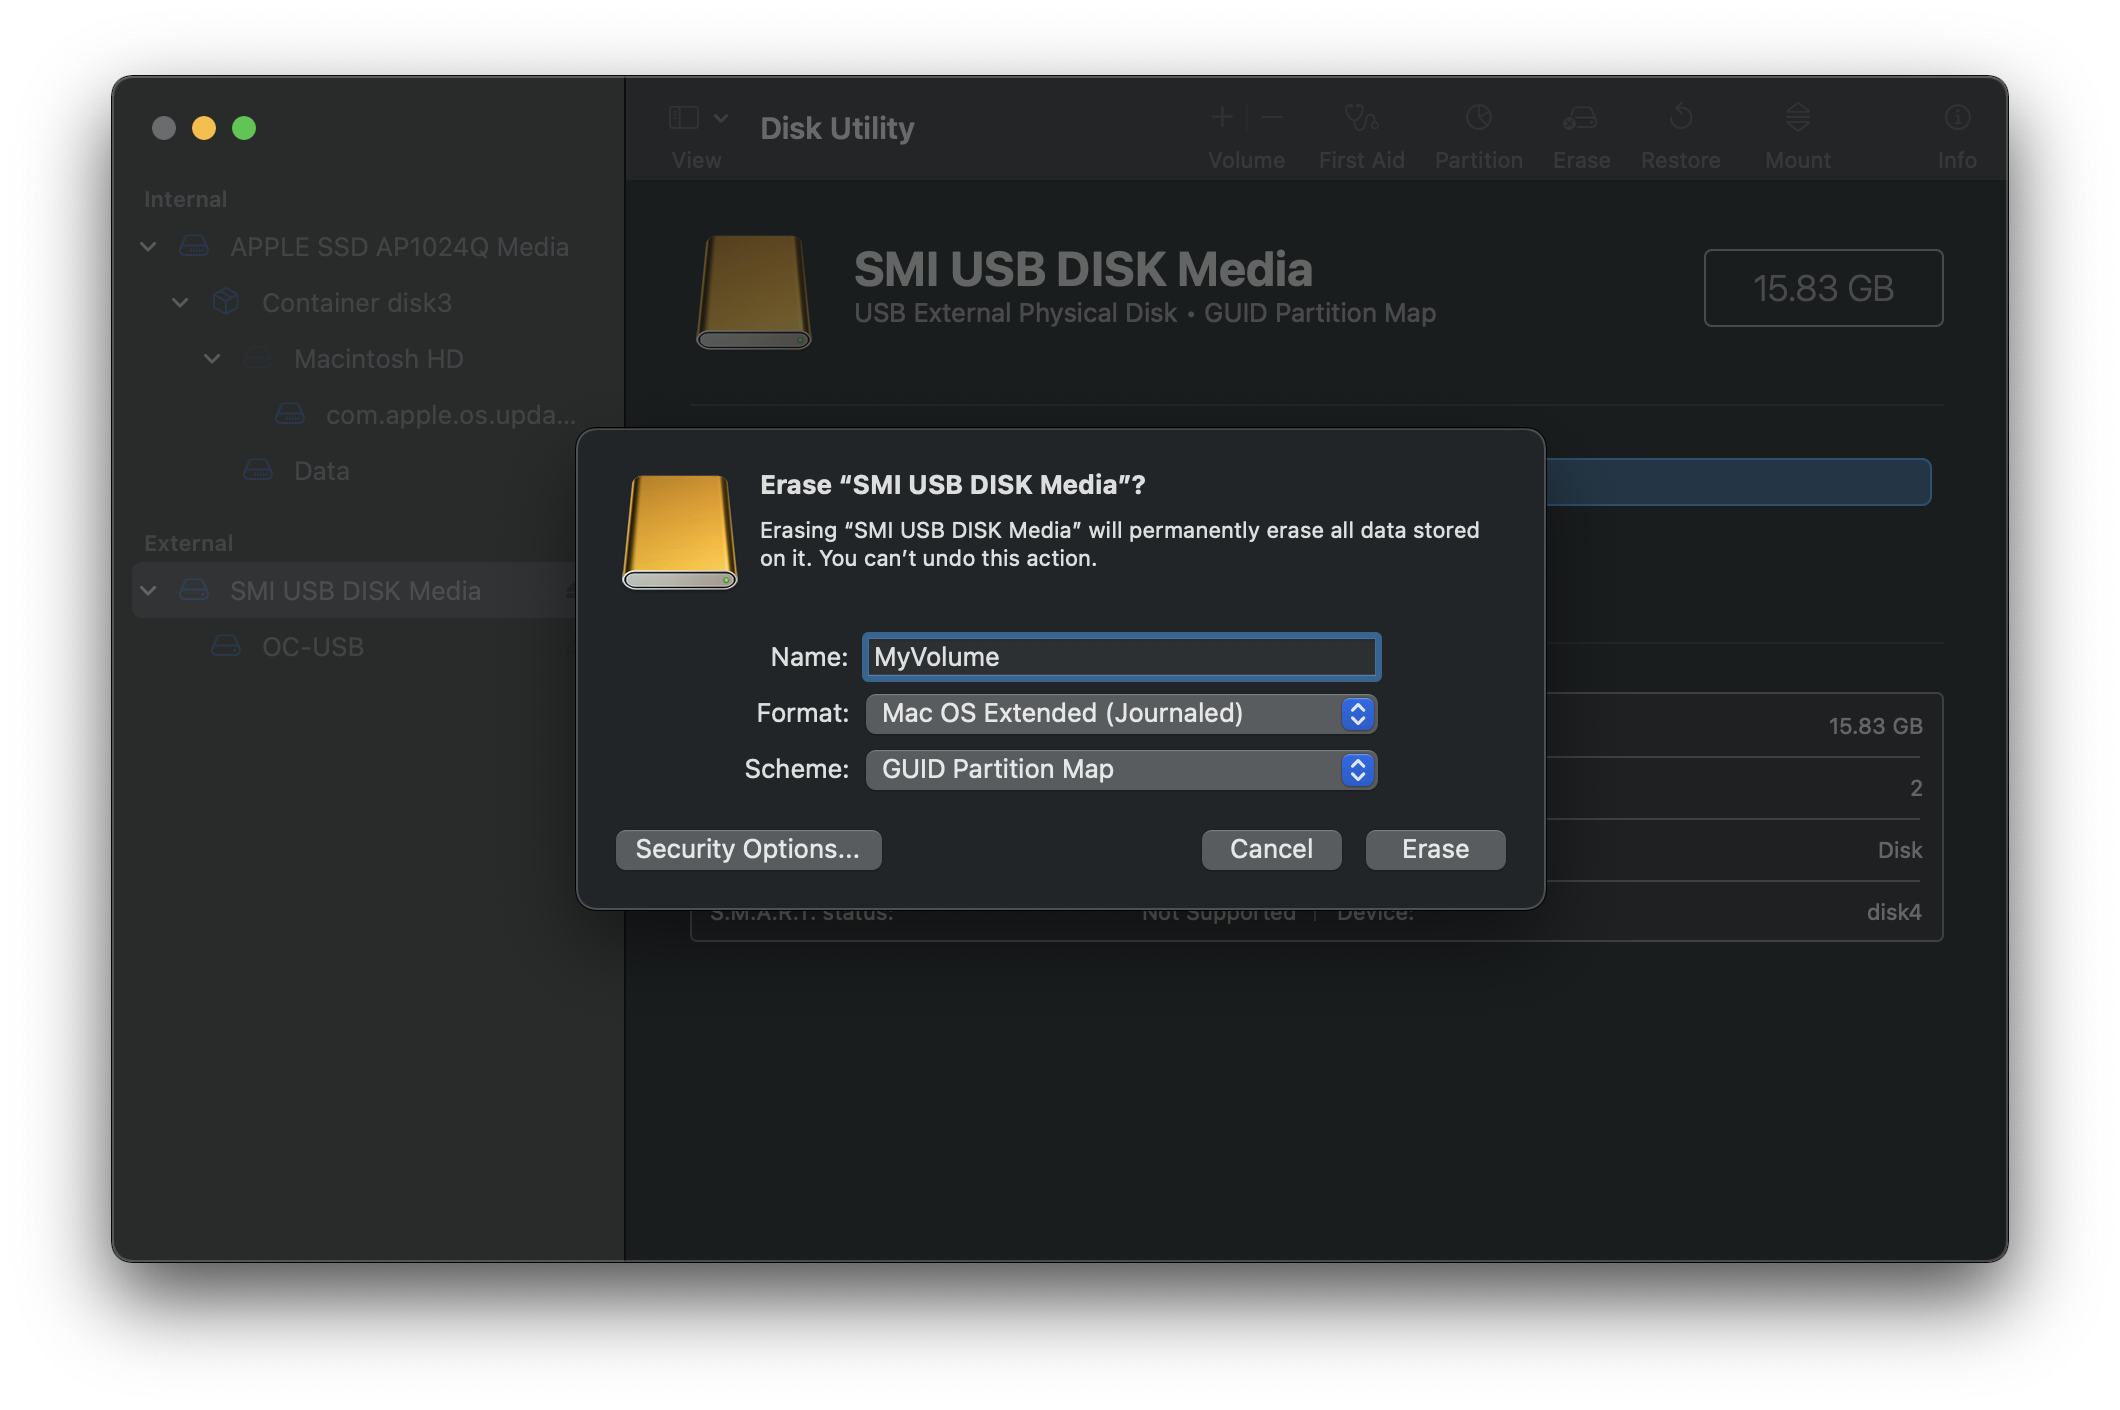 View
Disk Utility
Volume
First Aid
Partition
Erase
Restore
Mount
Info
Internal
APPLE SSD AP1024Q Media
Container disk3
Macintosh HD
com.apple.os.upda...
Data
External
SMI USB DISK Media
OC-USB
SMI USB DISK Media
USB External Physical Disk • GUID Partition Map
15.83 GB
Erase “SMI USB DISK Media”?
Erasing “SMI USB DISK Media” will permanently erase all data stored
on it. You can’t undo this action.
Name: MyVolume
Format: Mac OS Extended (Journaled)
Scheme: GUID Partition Map
Security Options...
Cancel
Erase
15.83 GB
2
Disk
S.M.A.R.T. status: Not Supported
Device: disk4